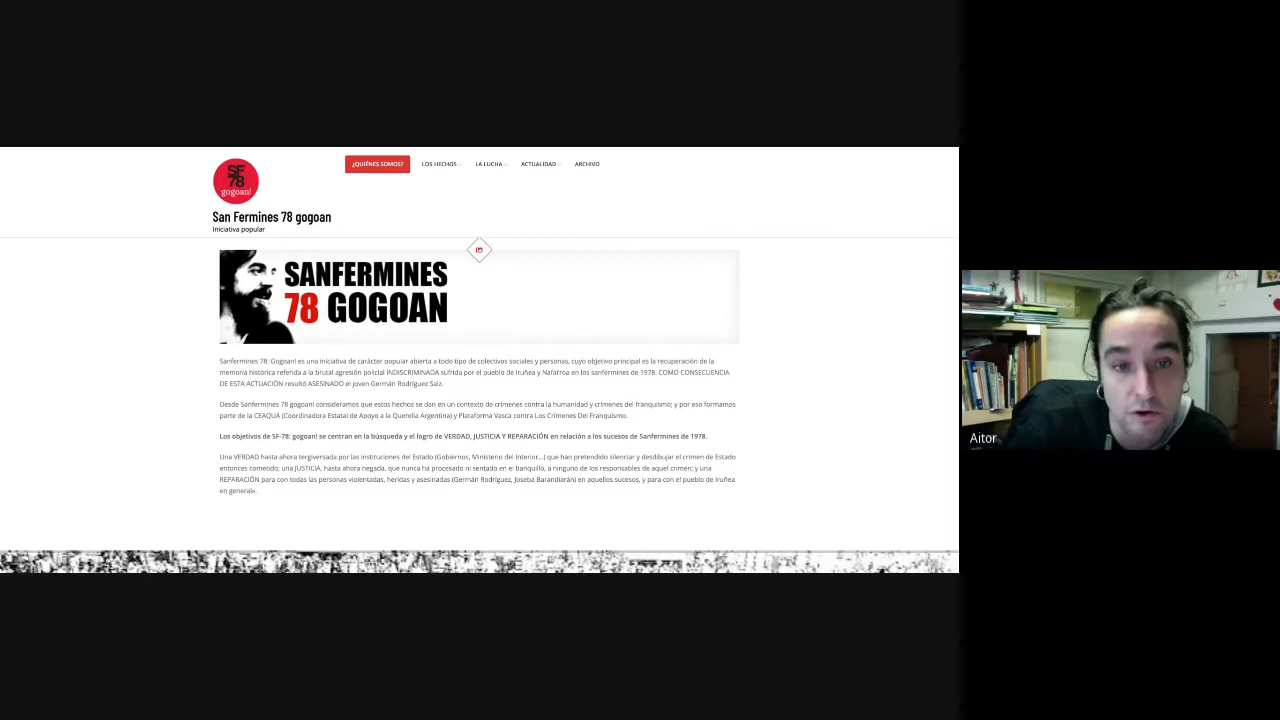 SF
78
gogoan!
San Fermines 78 gogoan
Iniciativa popular
¿QUIÉNES SOMOS?
LOS HECHOS
LA LUCHA
ACTUALIDAD
ARCHIVO
SANFERMINES
78 GOGOAN
Sanfermines 78: Gogoan! es una iniciativa de carácter popular abierta a todo tipo de colectivos sociales y personas, cuyo objetivo principal es la recuperación de la
memoria histórica referida a la brutal agresión policial INDISCRIMINADA sufrida por el pueblo de Iruñea y Nafarroa en los sanfermines de 1978. COMO CONSECUENCIA
DE ESTA ACTUACIÓN resultó ASESINADO el joven Germán Rodríguez Saiz.
Desde Sanfermines 78 gogoan! consideramos que estos hechos se dan en un contexto de crímenes contra la humanidad y crímenes del franquismo; y por eso formamos
parte de la CEAQUA (Coordinadora Estatal de Apoyo a la Querella Argentina) y Plataforma Vasca contra Los Crímenes Del Franquismo.
Los objetivos de SF-78: gogoan! se centran en la búsqueda y el logro de VERDAD, JUSTICIA Y REPARACIÓN en relación a los sucesos de Sanfermines de 1978.
Una VERDAD hasta ahora tergiversada por las instituciones del Estado (Gobiernos, Ministerio del Interior…) que han pretendido silenciar y desdibujar el crimen de Estado
entonces cometido; una JUSTICIA, hasta ahora negada, que nunca ha procesado ni sentado en el banquillo, a ninguno de los responsables de aquel crimen; y una
REPARACIÓN para con todas las personas violentadas, heridas y asesinadas (Germán Rodríguez, Joseba Barandiarán) en aquellos sucesos, y para con el pueblo de Iruñea
en general».
Aitor